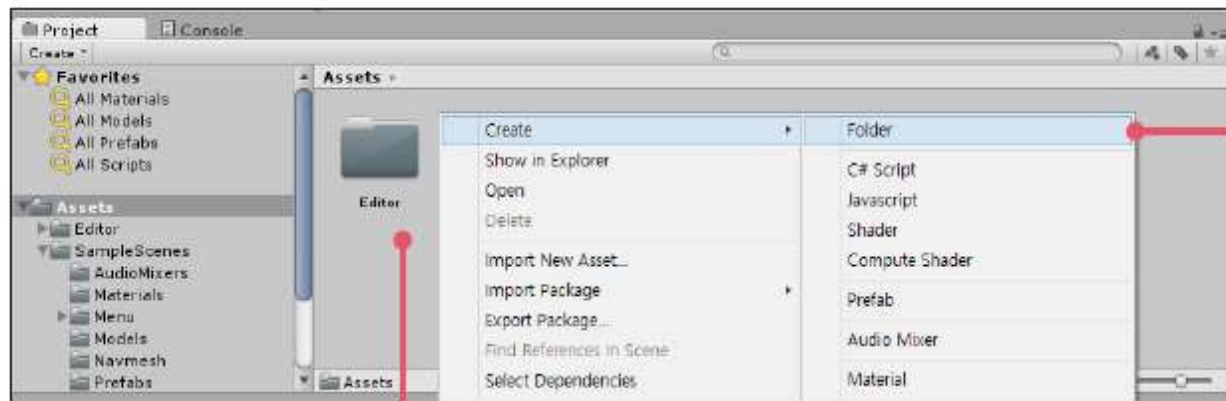 Project
Console
Create
Favorites
All Materials
All Models
All Prefabs
All Scripts
Assets
Editor
SampleScenes
AudioMixers
Materials
Menu
Models
Navmesh
Prefabs
Assets
Editor
Assets
Create
Show in Explorer
Open
Delete
Import New Asset...
Import Package
Export Package...
Find References In Scene
Select Dependencies
Folder
C# Script
Javascript
Shader
Compute Shader
Prefab
Audio Mixer
Material